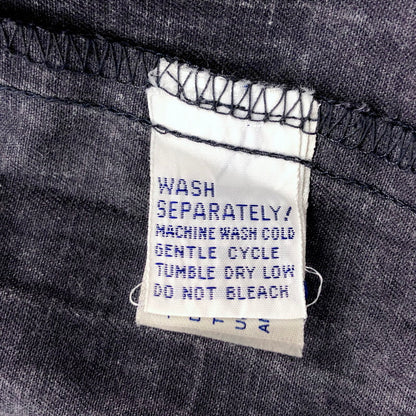 WASH
SEPARATELY!
MACHINE WASH COLD
GENTLE CYCLE
TUMBLE DRY LOW
DO NOT BLEACH